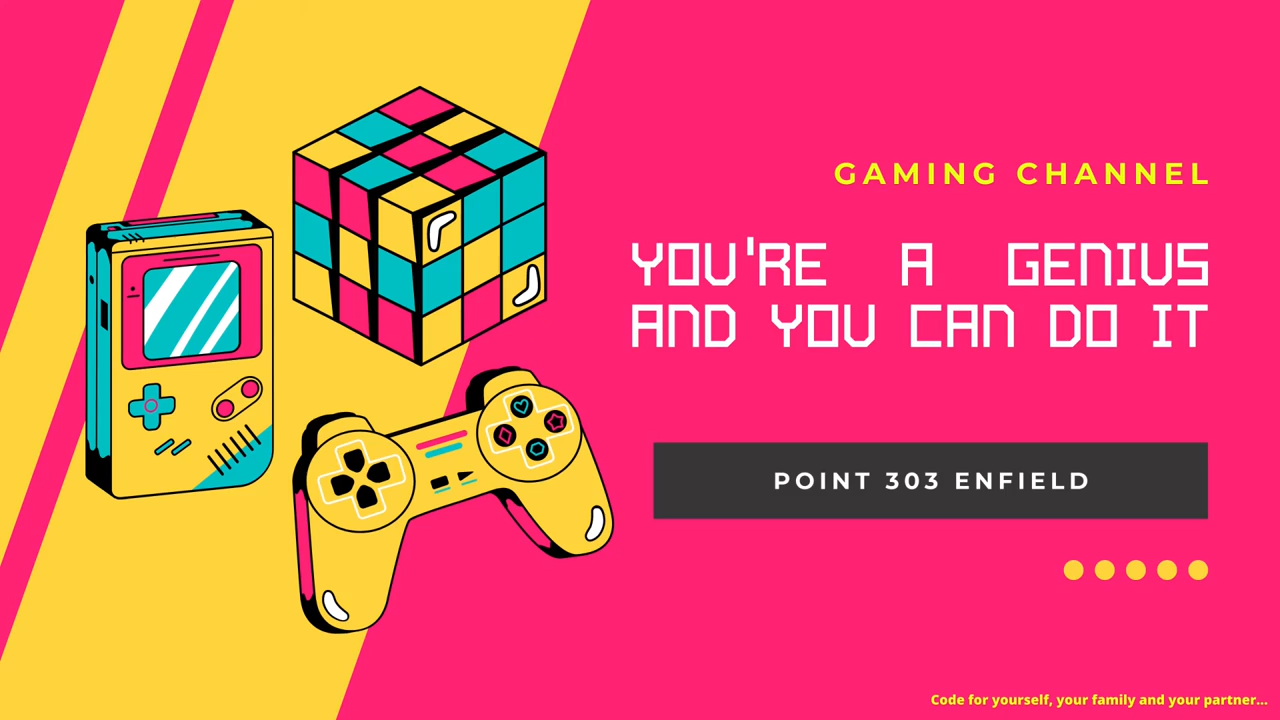 GAMING CHANNEL
YOU'RE A GENIUS
AND YOU CAN DO IT
POINT 303 ENFIELD
Code for yourself, your family and your partner...